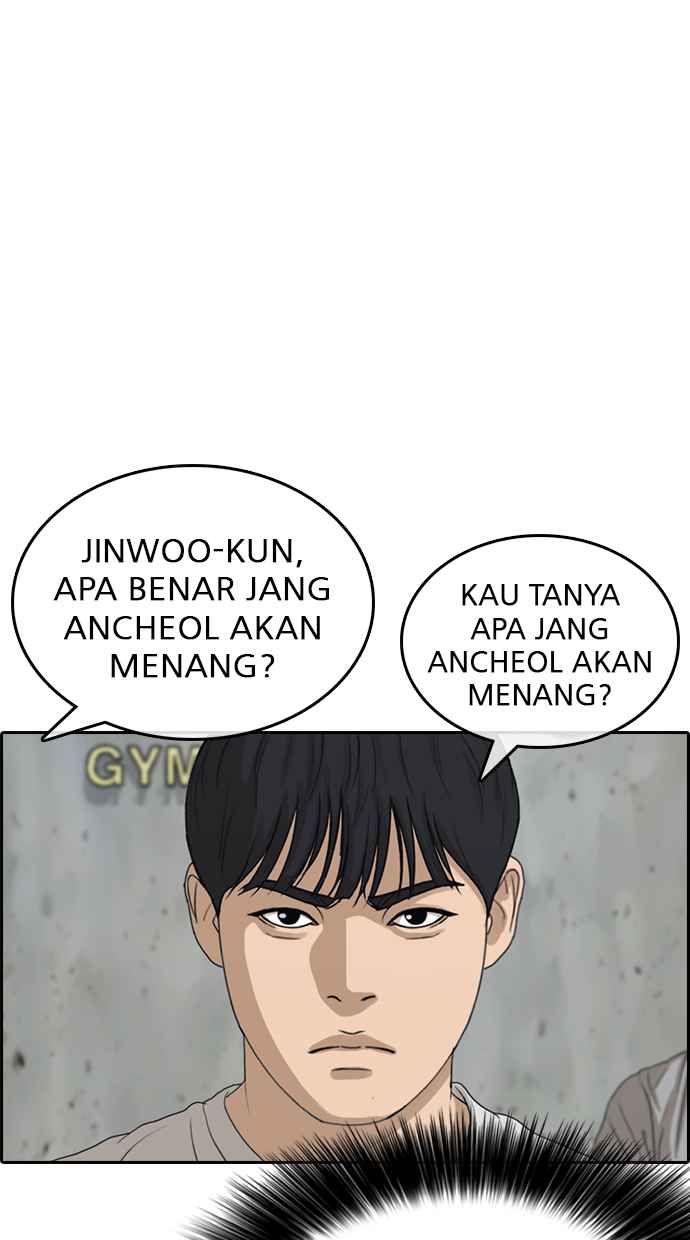 JINWOO-KUN,
APA BENAR JANG
ANCHEOL AKAN
MENANG?
KAU TANYA
APA JANG
ANCHEOL AKAN
MENANG?
GYM